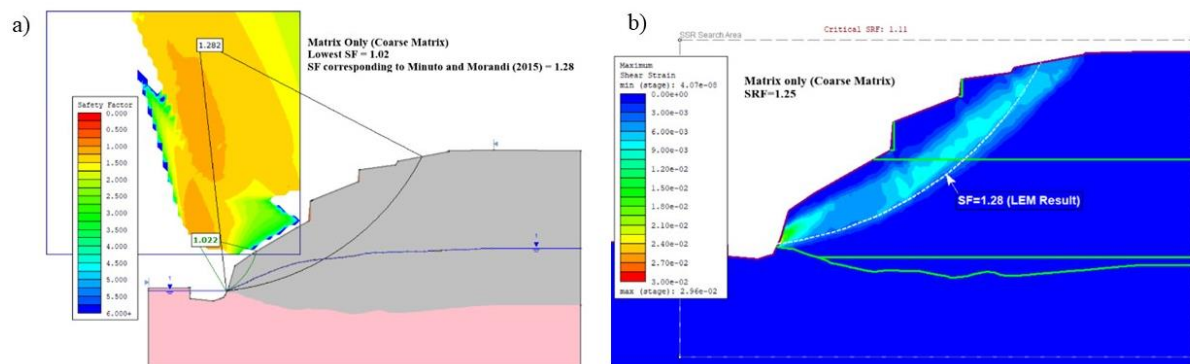 a)
1.282
Matrix Only (Coarse Matrix)
Lowest SF = 1.02
SF corresponding to Minuto and Morandi (2015) = 1.28
Safety Factor
0.000
0.500
1.000
1.500
2.000
2.500
3.000
3.500
4.000
4.500
5.000
5.500
6.000+
1.022
b)
Critical SRF: 1.11
SSR Search Area
Maximum
Shear Strain
min (stage): 4.07e-08
0.00e+00
3.00e-03
6.00e-03
9.00e-03
1.20e-02
1.50e-02
1.80e-02
2.10e-02
2.40e-02
2.70e-02
3.00e-02
max (stage): 2.96e-02
Matrix only (Coarse Matrix)
SRF=1.25
SF=1.28 (LEM Result)